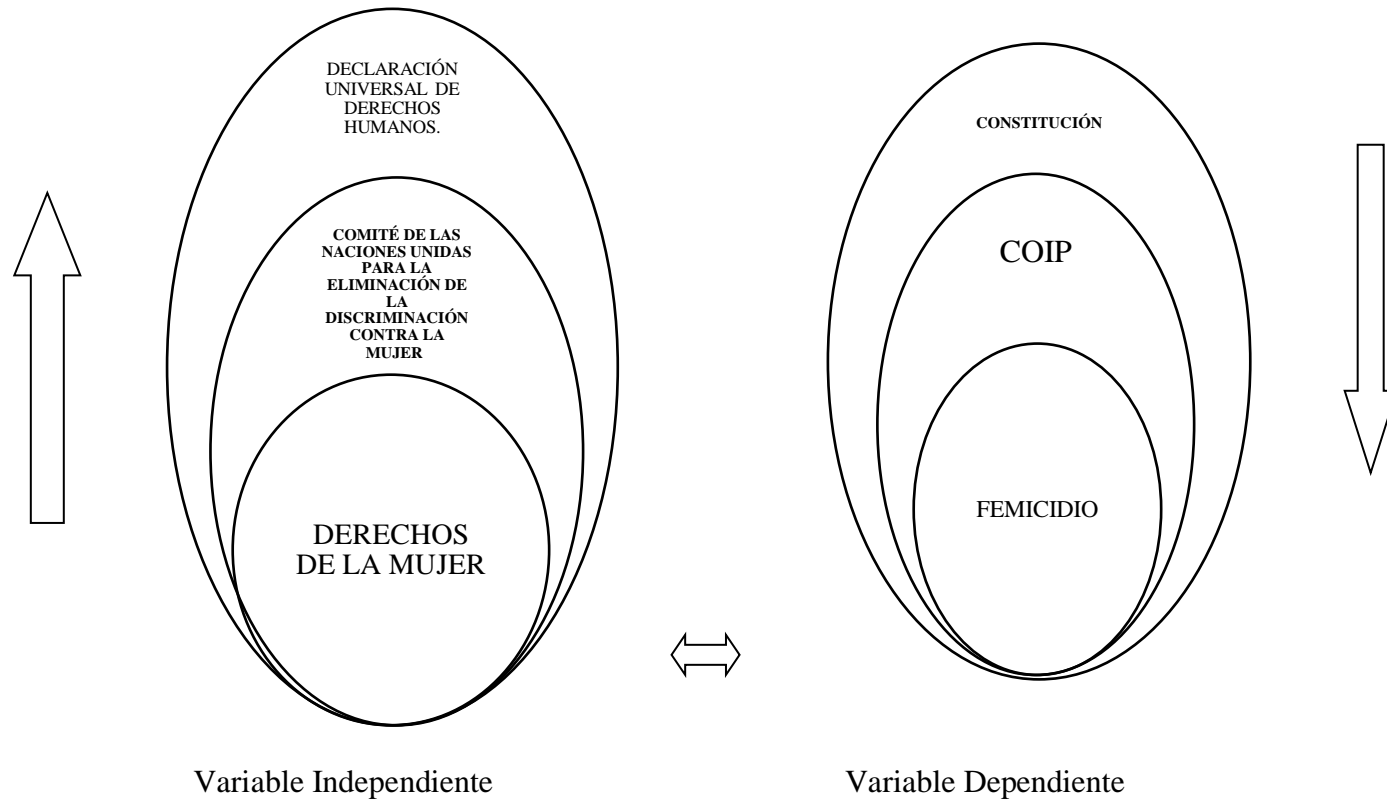 DECLARACIÓN
UNIVERSAL DE
DERECHOS
HUMANOS.
COMITÉ DE LAS
NACIONES UNIDAS
PARA LA
ELIMINACIÓN DE
LA
DISCRIMINACIÓN
CONTRA LA
MUJER
DERECHOS
DE LA MUJER
CONSTITUCIÓN
COIP
FEMICIDIO
Variable Independiente
Variable Dependiente